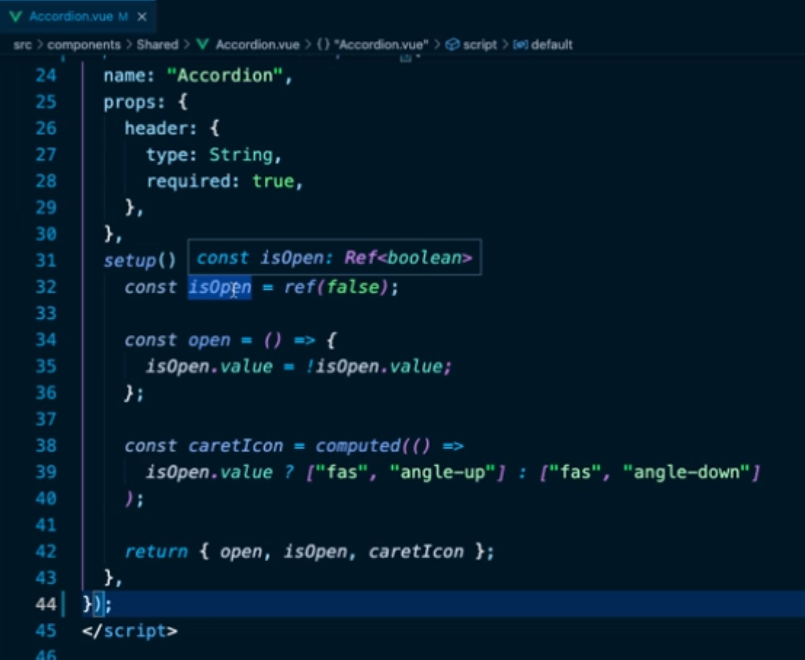 Accordion.vue M ×
src > components > Shared > Accordion.vue > {} "Accordion.vue" > script > default
24 name: "Accordion",
25 props: {
26 header: {
27 type: String,
28 required: true,
29 },
30 },
31 setup()
const isOpen: Ref<boolean>
32 const isOpen = ref(false);
33
34 const open = () => {
35 isOpen.value = !isOpen.value;
36 };
37
38 const caretIcon = computed(() =>
39 isOpen.value ? ["fas", "angle-up"] : ["fas", "angle-down"]
40 );
41
42 return { open, isOpen, caretIcon };
43 },
44 });
45 </script>
46